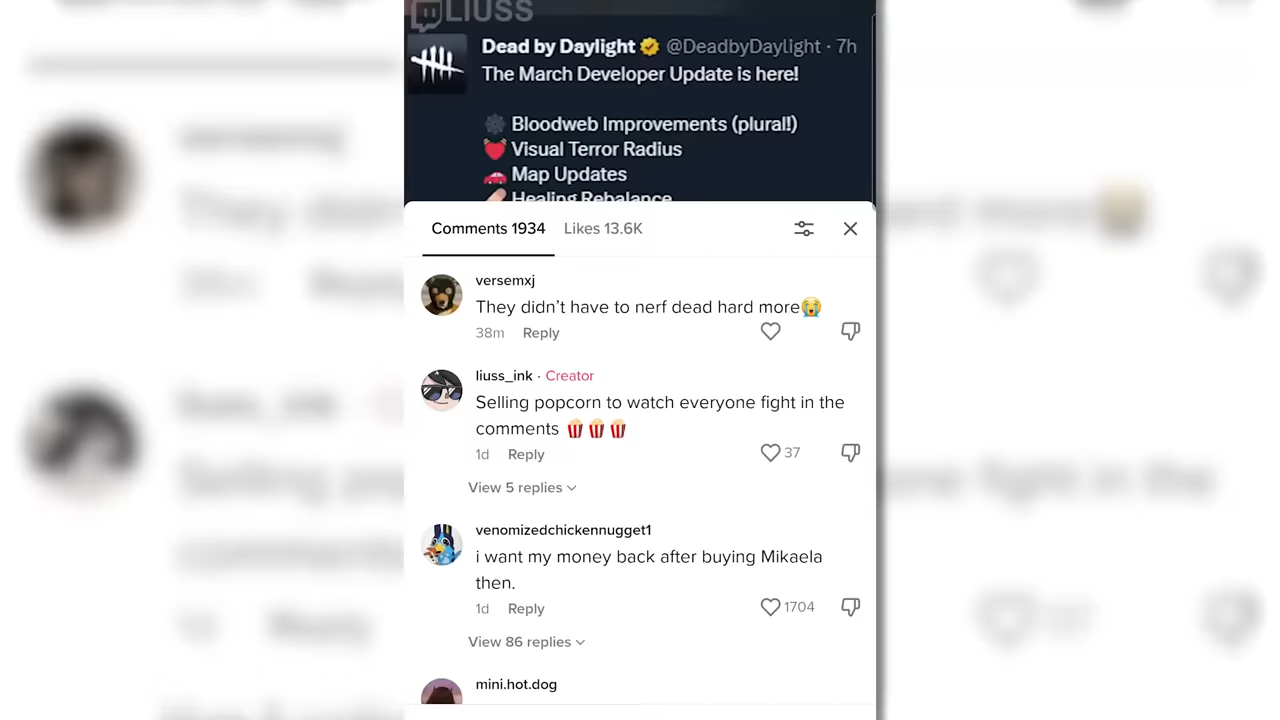 LIUSS
Dead by Daylight @DeadbyDaylight · 7h
The March Developer Update is here!
🕸️ Bloodweb Improvements (plural!)
💓 Visual Terror Radius
🚗 Map Updates
Healing Rebalance
Comments 1934 Likes 13.6K
versemxj
They didn’t have to nerf dead hard more😭
38m Reply
liuss_ink · Creator
Selling popcorn to watch everyone fight in the
comments 🍿🍿🍿
1d Reply 37
View 5 replies
venomizedchickennugget1
i want my money back after buying Mikaela
then.
1d Reply 1704
View 86 replies
mini.hot.dog